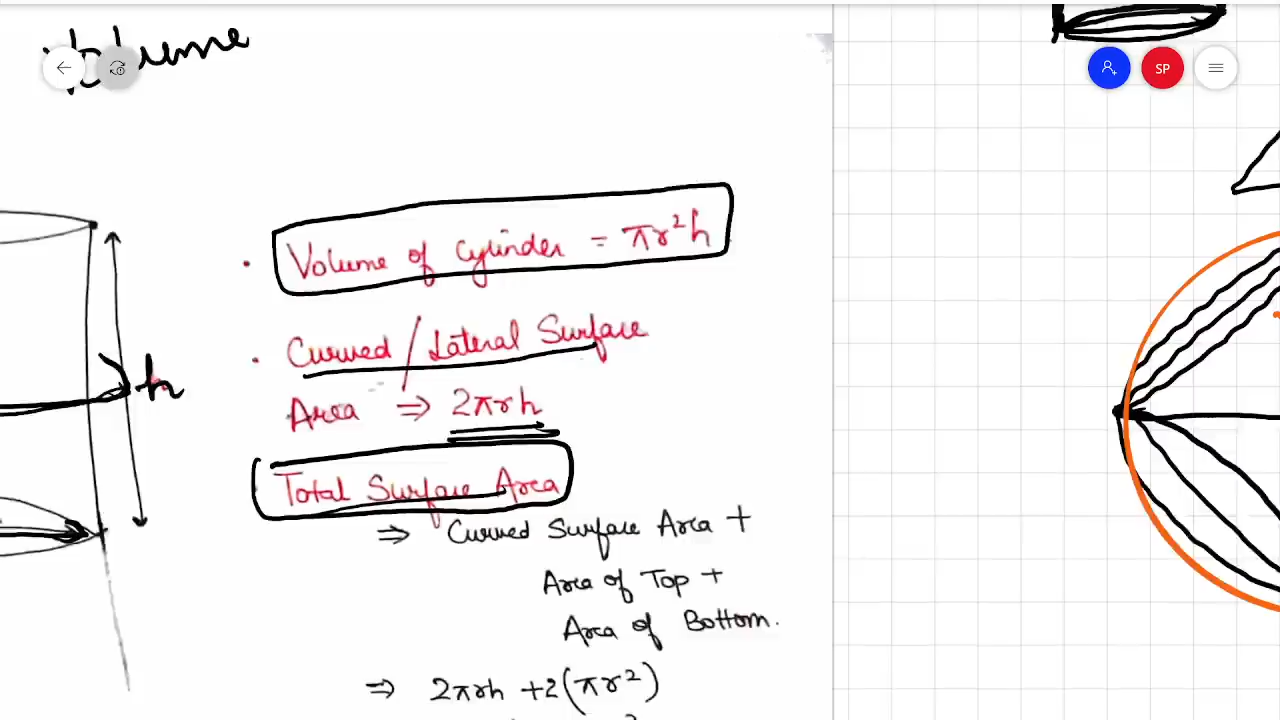 Volume
SP
· Volume of Cylinder = πr²h
· Curved / Lateral Surface
Area ⇒ 2πrh
h
Total Surface Area
⇒ Curved Surface Area +
Area of Top +
Area of Bottom.
⇒ 2πrh + 2(πr²)